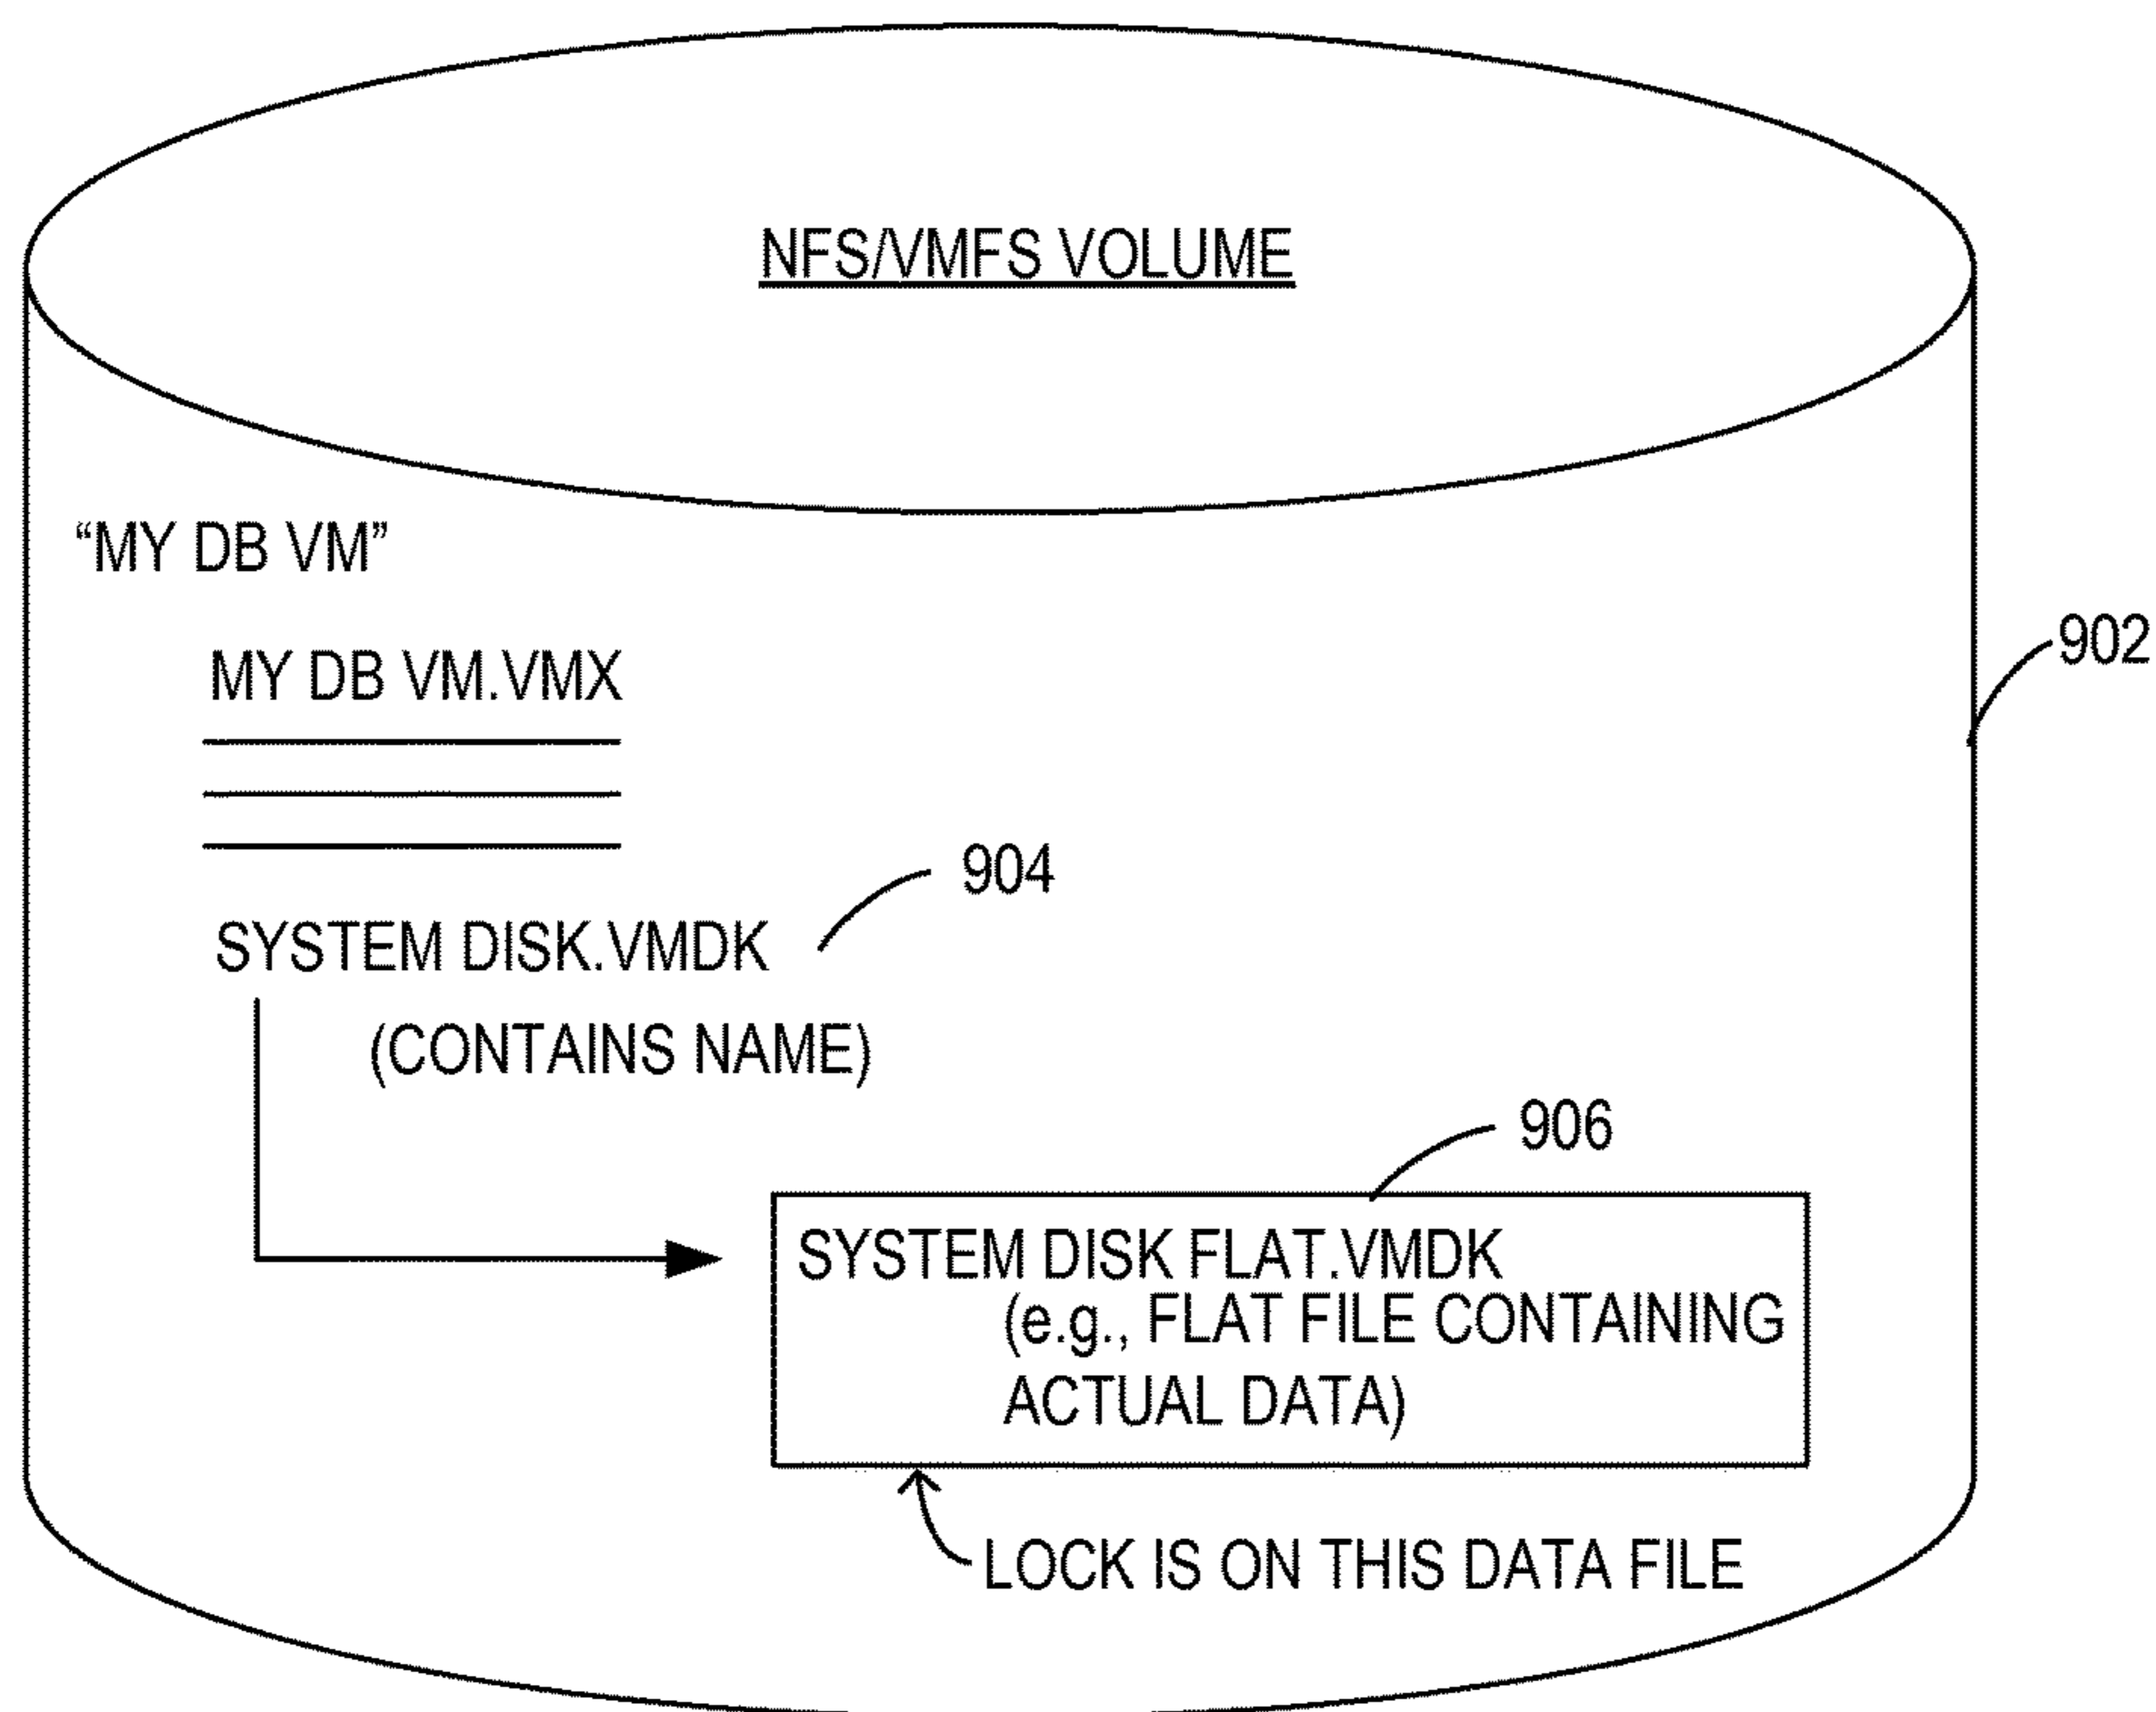 NFS/VMFS VOLUME
“MY DB VM”
MY DB VM.VMX
902
904
SYSTEM DISK.VMDK
(CONTAINS NAME)
906
SYSTEM DISK FLAT.VMDK
(e.g., FLAT FILE CONTAINING
ACTUAL DATA)
LOCK IS ON THIS DATA FILE